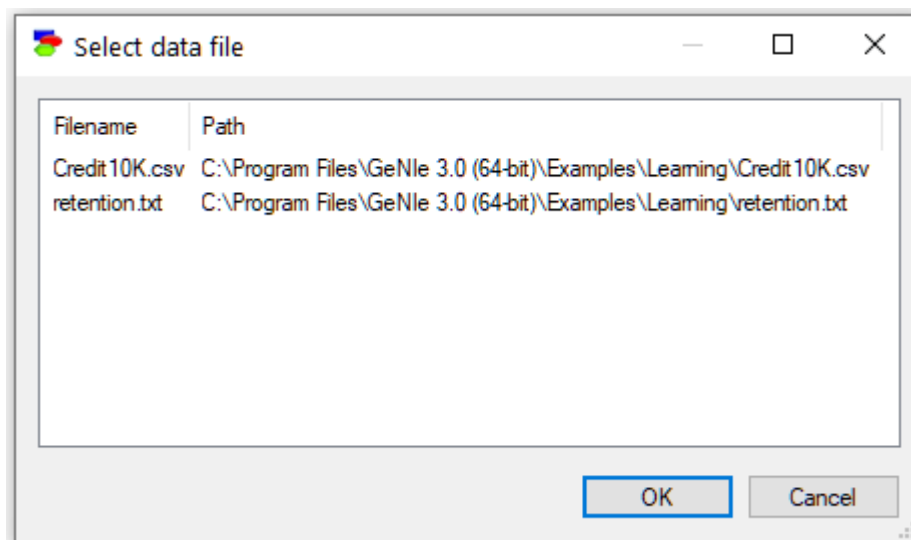 Select data file
Filename Path
Credit10K.csv C:\Program Files\GeNIe 3.0 (64-bit)\Examples\Learning\Credit10K.csv
retention.txt C:\Program Files\GeNIe 3.0 (64-bit)\Examples\Learning\retention.txt
OK Cancel